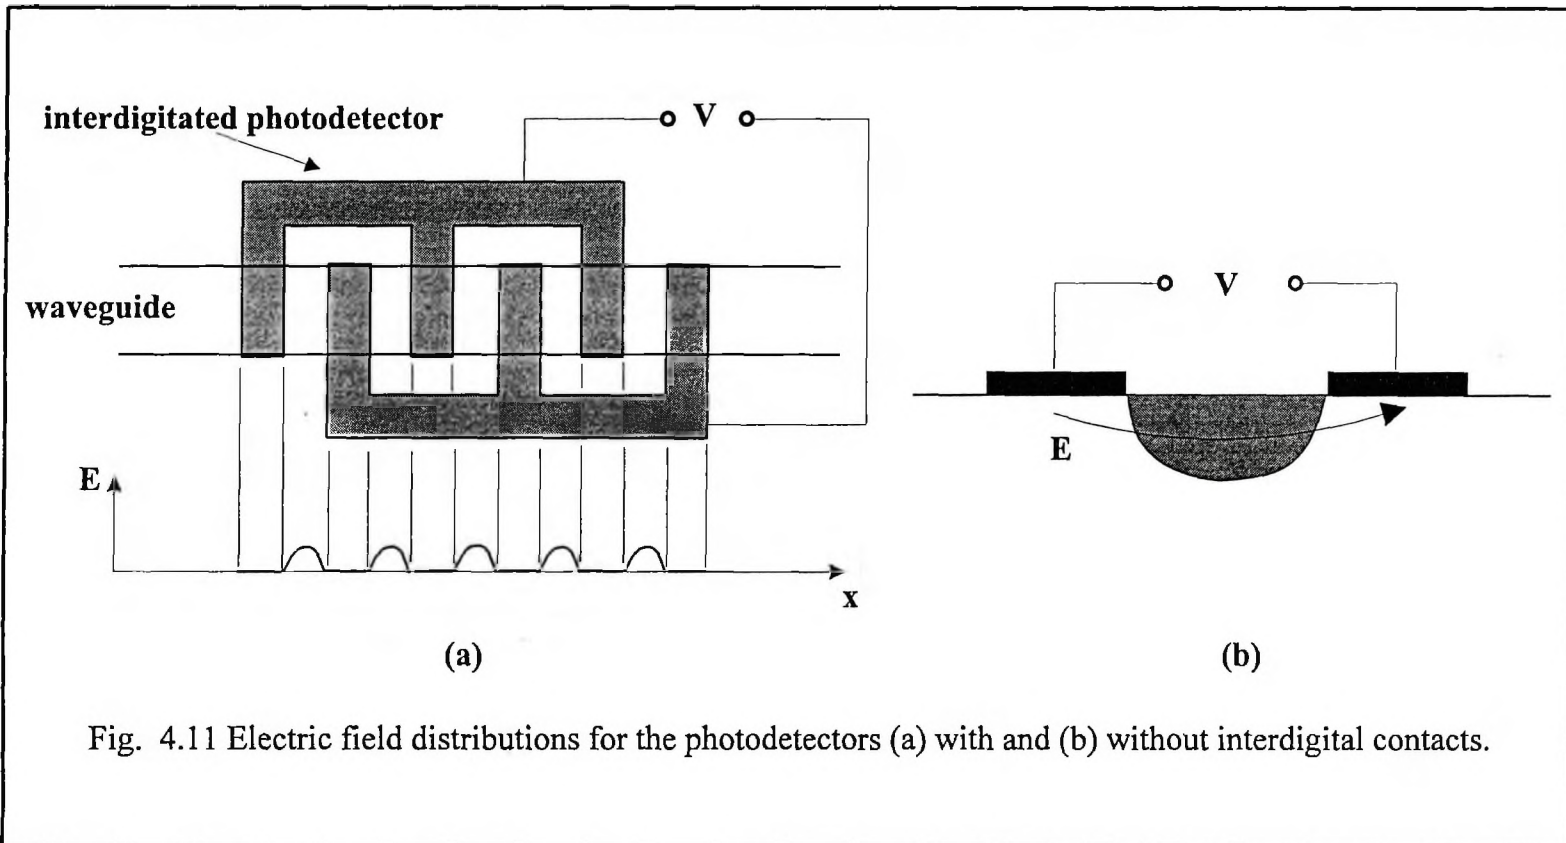 interdigitated photodetector
V
waveguide
E
x
(a)
V
E
(b)
Fig. 4.11 Electric field distributions for the photodetectors (a) with and (b) without interdigital contacts.